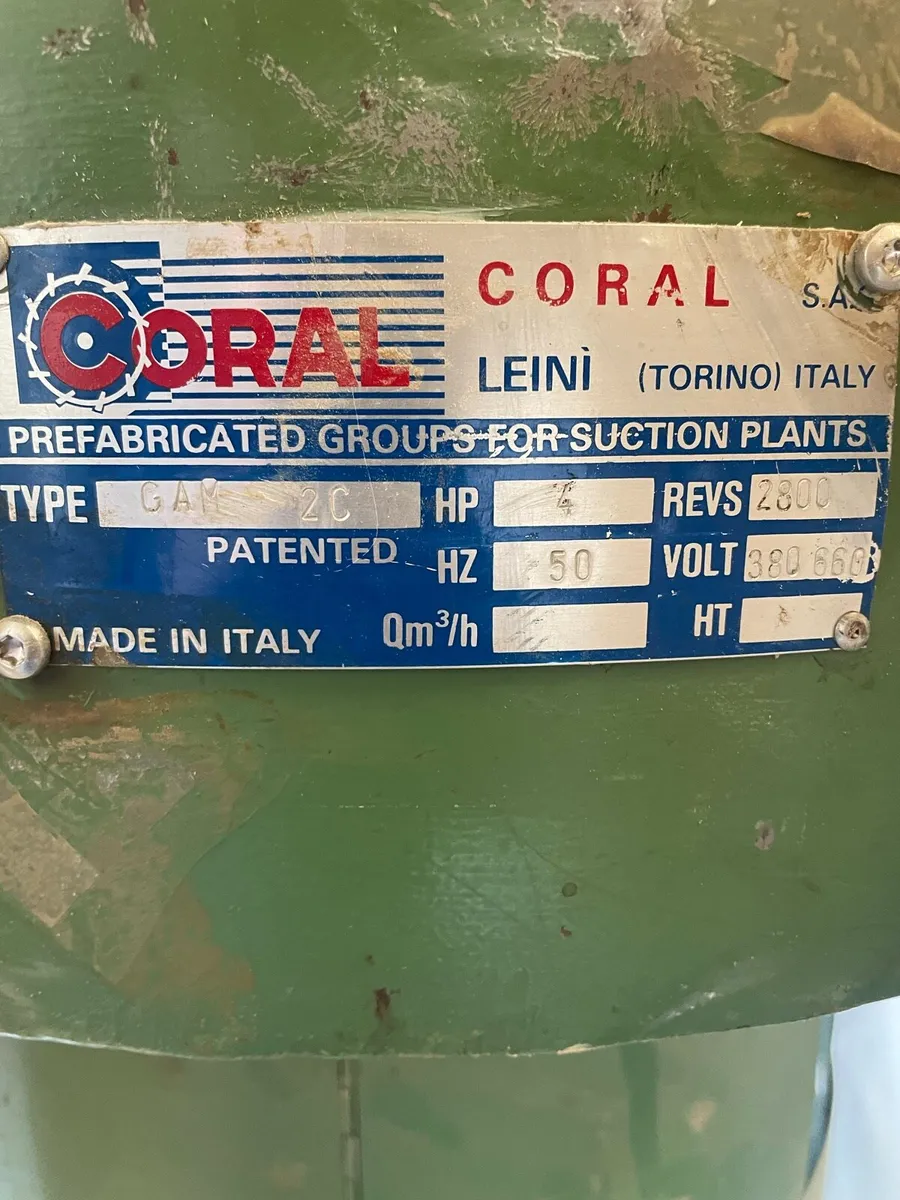 CORAL
CORAL
LEINÌ (TORINO) ITALY
PREFABRICATED GROUPS FOR SUCTION PLANTS
TYPE GAM 2C HP 4 REVS 2800
PATENTED HZ 50 VOLT 380 660
MADE IN ITALY Qm³/h HT